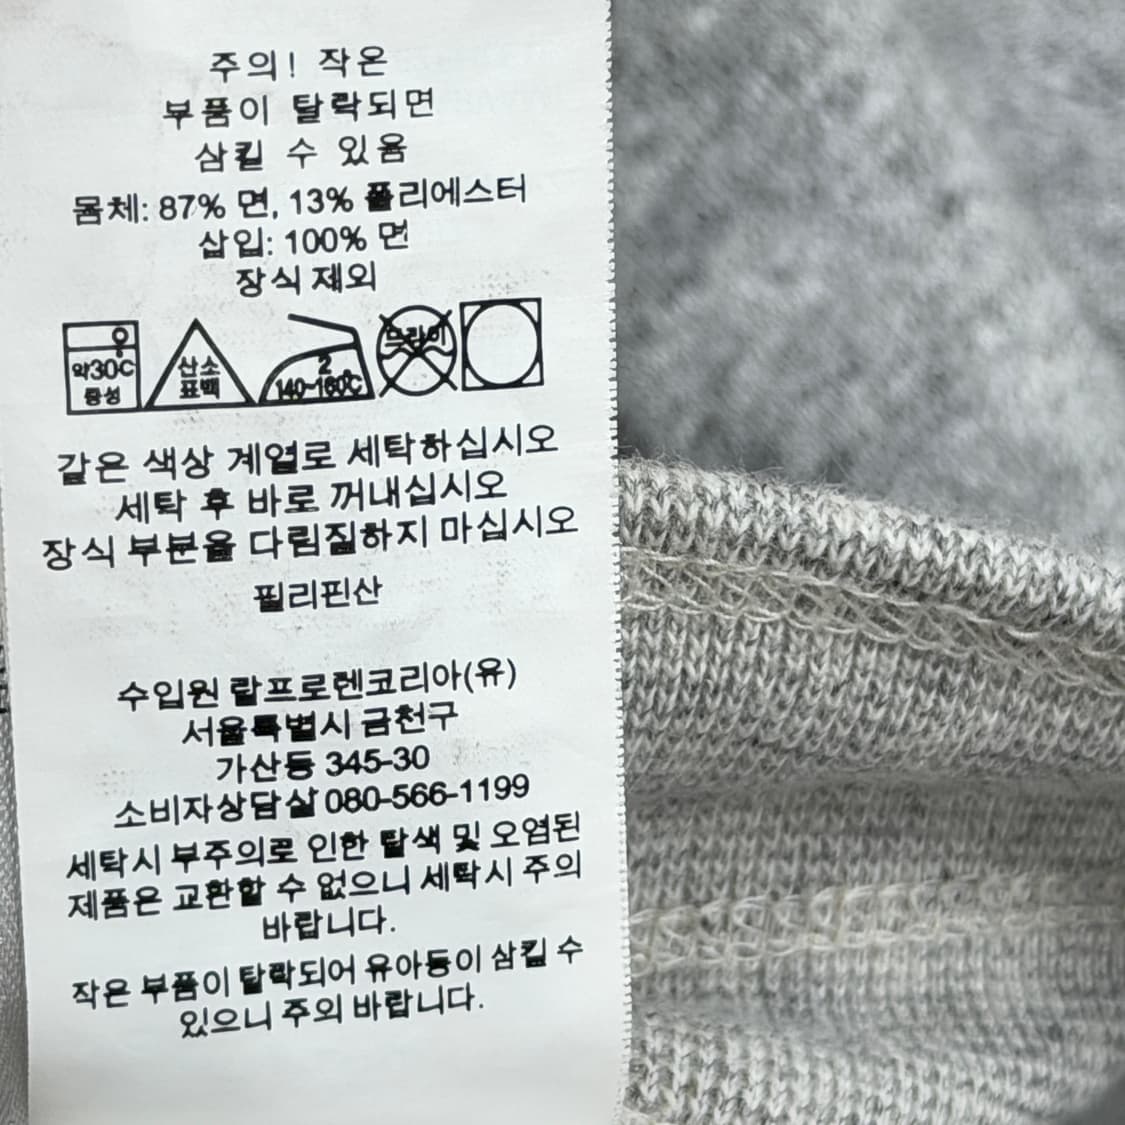 주의! 작은
부품이 탈락되면
삼킬 수 있음
몸체: 87% 면, 13% 폴리에스터
삽입: 100% 면
장식 제외
약30℃
중성
산소
표백
2
140~160℃
드라이
같은 색상 계열로 세탁하십시오
세탁 후 바로 꺼내십시오
장식 부분을 다림질하지 마십시오
필리핀산
수입원 랄프로렌코리아(유)
서울특별시 금천구
가산동 345-30
소비자상담실 080-566-1199
세탁시 부주의로 인한 탈색 및 오염된
제품은 교환할 수 없으니 세탁시 주의
바랍니다.
작은 부품이 탈락되어 유아등이 삼킬 수
있으니 주의 바랍니다.